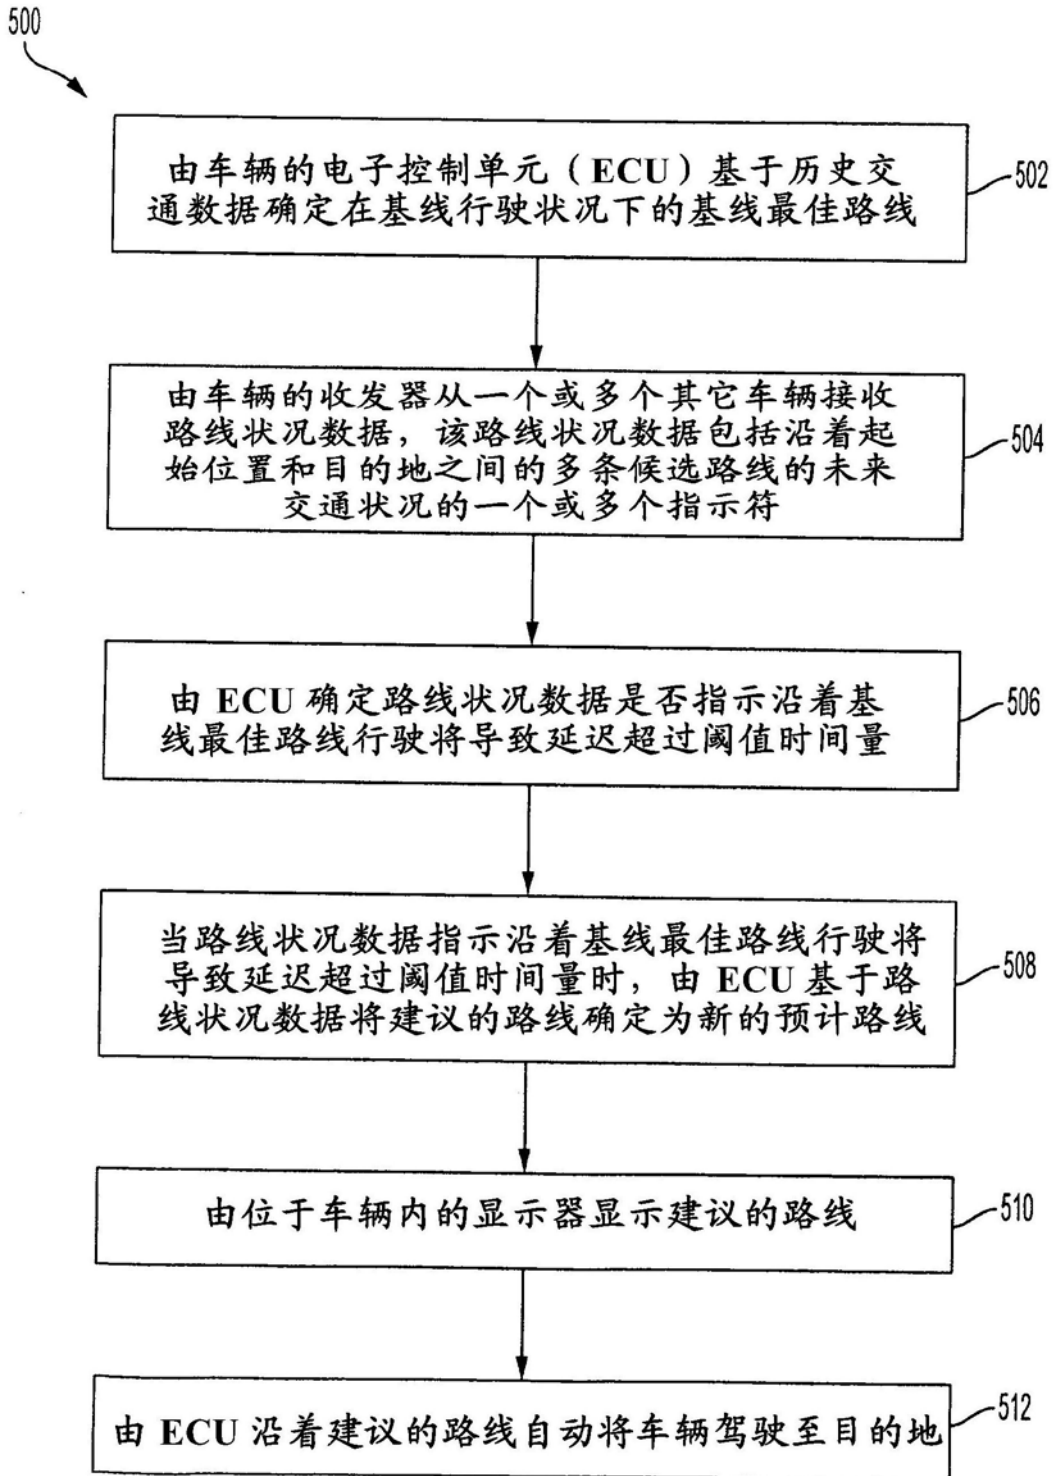 500
由车辆的电子控制单元（ECU）基于历史交
通数据确定在基线行驶状况下的基线最佳路线
502
由车辆的收发器从一个或多个其它车辆接收
路线状况数据，该路线状况数据包括沿着起
始位置和目的地之间的多条候选路线的未来
交通状况的一个或多个指示符
504
由 ECU 确定路线状况数据是否指示沿着基
线最佳路线行驶将导致延迟超过阈值时间量
506
当路线状况数据指示沿着基线最佳路线行驶将
导致延迟超过阈值时间量时，由 ECU 基于路
线状况数据将建议的路线确定为新的预计路线
508
由位于车辆内的显示器显示建议的路线
510
由 ECU 沿着建议的路线自动将车辆驾驶至目的地
512